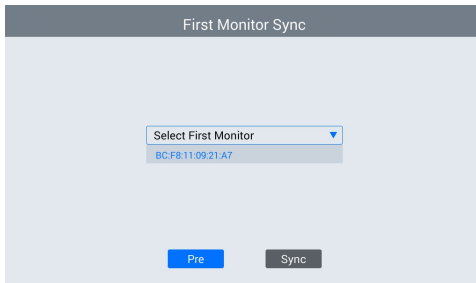 First Monitor Sync
Select First Monitor
BC:F8:11:09:21:A7
Pre
Sync